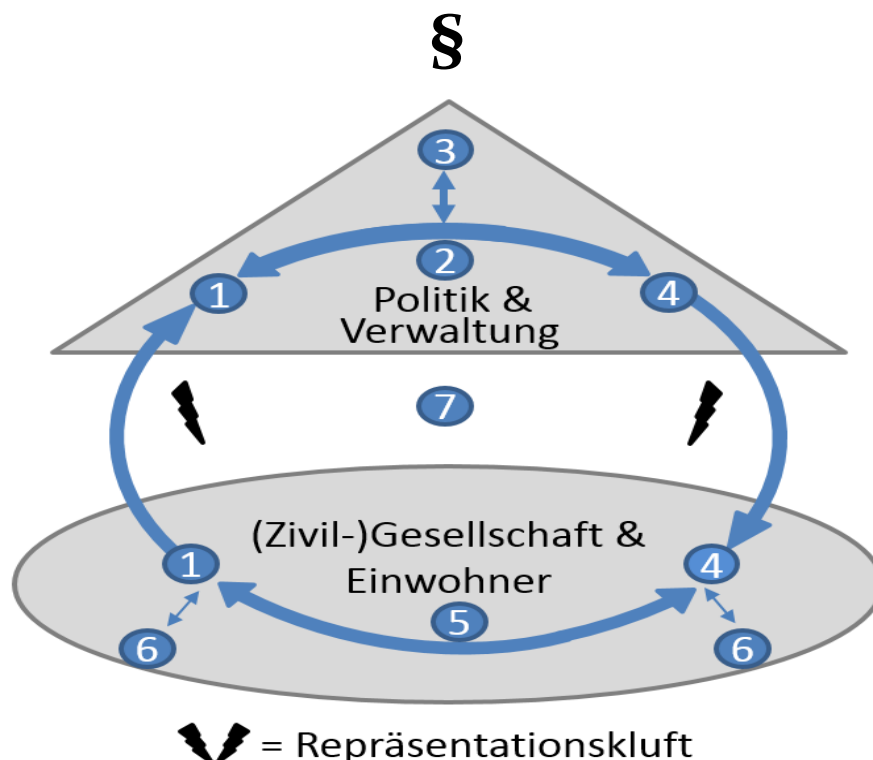 §
3
2
1
4
Politik &
Verwaltung
7
(Zivil-)Gesellschaft &
1
4
Einwohner
5
6
6
= Repräsentationskluft